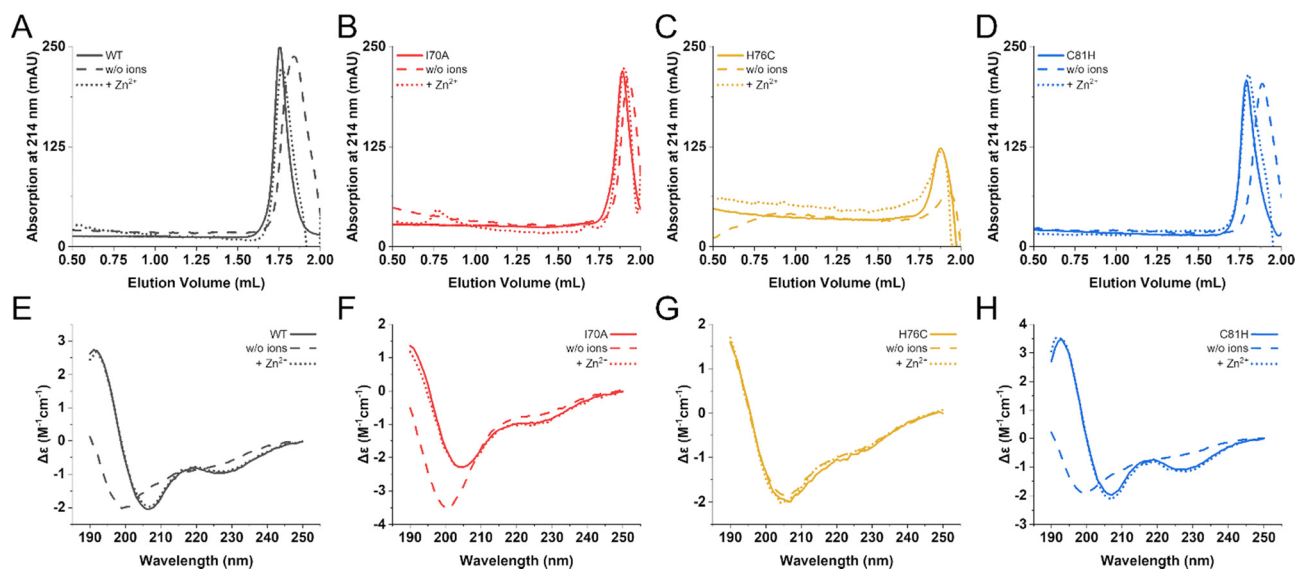 A
250
125
0
0.50 0.75 1.00 1.25 1.50 1.75 2.00
Absorption at 214 nm (mAU)
Elution Volume (mL)
WT
w/o ions
+ Zn²⁺
B
250
125
0
0.50 0.75 1.00 1.25 1.50 1.75 2.00
Absorption at 214 nm (mAU)
Elution Volume (mL)
I70A
w/o ions
+ Zn²⁺
C
250
125
0
0.50 0.75 1.00 1.25 1.50 1.75 2.00
Absorption at 214 nm (mAU)
Elution Volume (mL)
H76C
w/o ions
+ Zn²⁺
D
250
125
0
0.50 0.75 1.00 1.25 1.50 1.75 2.00
Absorption at 214 nm (mAU)
Elution Volume (mL)
C81H
w/o ions
+ Zn²⁺
E
3
2
1
0
-1
-2
-3
190 200 210 220 230 240 250
Δε (M⁻¹cm⁻¹)
Wavelength (nm)
WT
w/o ions
+ Zn²⁺
F
2
1
0
-1
-2
-3
-4
190 200 210 220 230 240 250
Δε (M⁻¹cm⁻¹)
Wavelength (nm)
I70A
w/o ions
+ Zn²⁺
G
2
1
0
-1
-2
190 200 210 220 230 240 250
Δε (M⁻¹cm⁻¹)
Wavelength (nm)
H76C
w/o ions
+ Zn²⁺
H
4
3
2
1
0
-1
-2
-3
190 200 210 220 230 240 250
Δε (M⁻¹cm⁻¹)
Wavelength (nm)
C81H
w/o ions
+ Zn²⁺